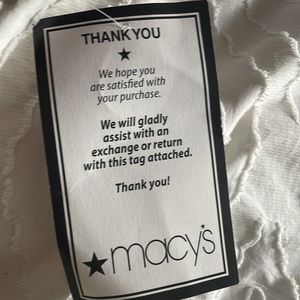 THANK YOU
We hope you
are satisfied with
your purchase.
We will gladly
assist with an
exchange or return
with this tag attached.
Thank you!
macy's